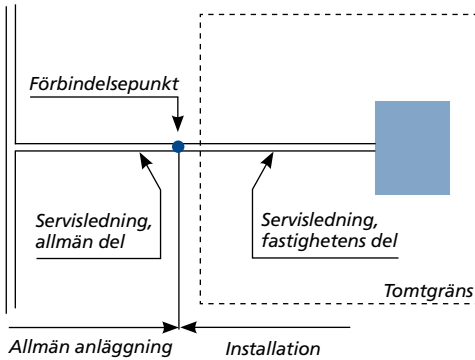 Förbindelsepunkt
Servisledning,
allmän del
Servisledning,
fastighetens del
Tomtgräns
Allmän anläggning
Installation